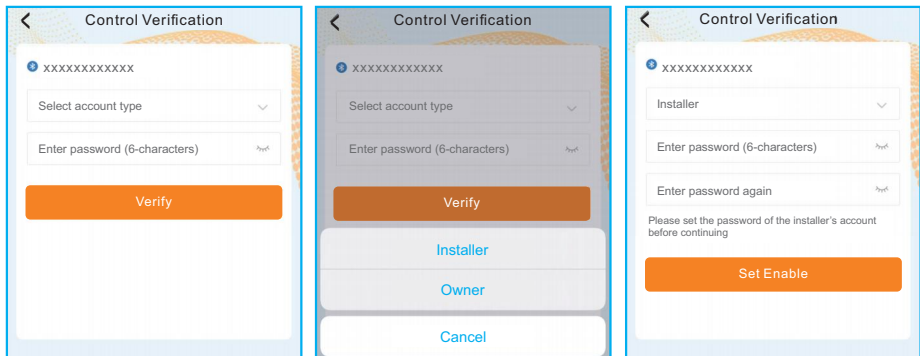 Control Verification
xxxxxxxxxxxx
Select account type
Enter password (6-characters)
Verify
Control Verification
xxxxxxxxxxxx
Select account type
Enter password (6-characters)
Verify
Installer
Owner
Cancel
Control Verification
xxxxxxxxxxxx
Installer
Enter password (6-characters)
Enter password again
Please set the password of the installer's account
before continuing
Set Enable